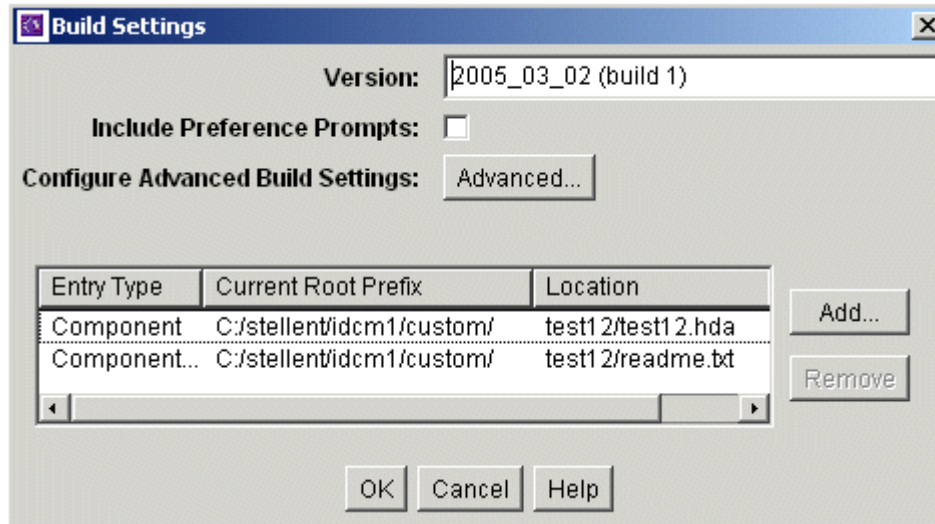 Build Settings
Version: 2005_03_02 (build 1)
Include Preference Prompts:
Configure Advanced Build Settings: Advanced...
Entry Type Current Root Prefix Location
Component C:/stellent/idcm1/custom/ test12/test12.hda
Component... C:/stellent/idcm1/custom/ test12/readme.txt
Add...
Remove
OK Cancel Help